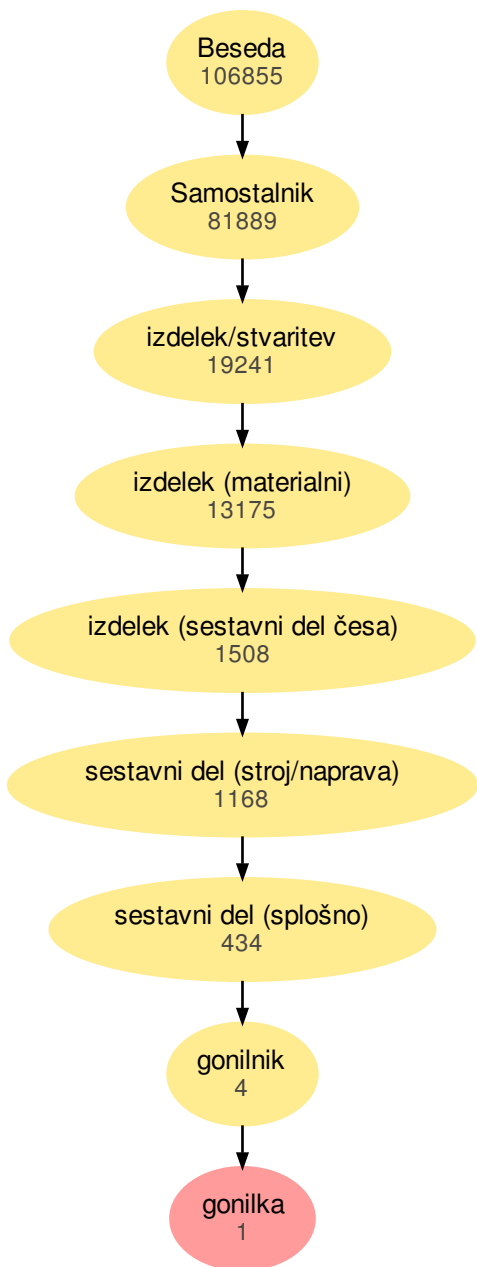 Beseda
106855
Samostalnik
81889
izdelek/stvaritev
19241
izdelek (materialni)
13175
izdelek (sestavni del česa)
1508
sestavni del (stroj/naprava)
1168
sestavni del (splošno)
434
gonilnik
4
gonilka
1